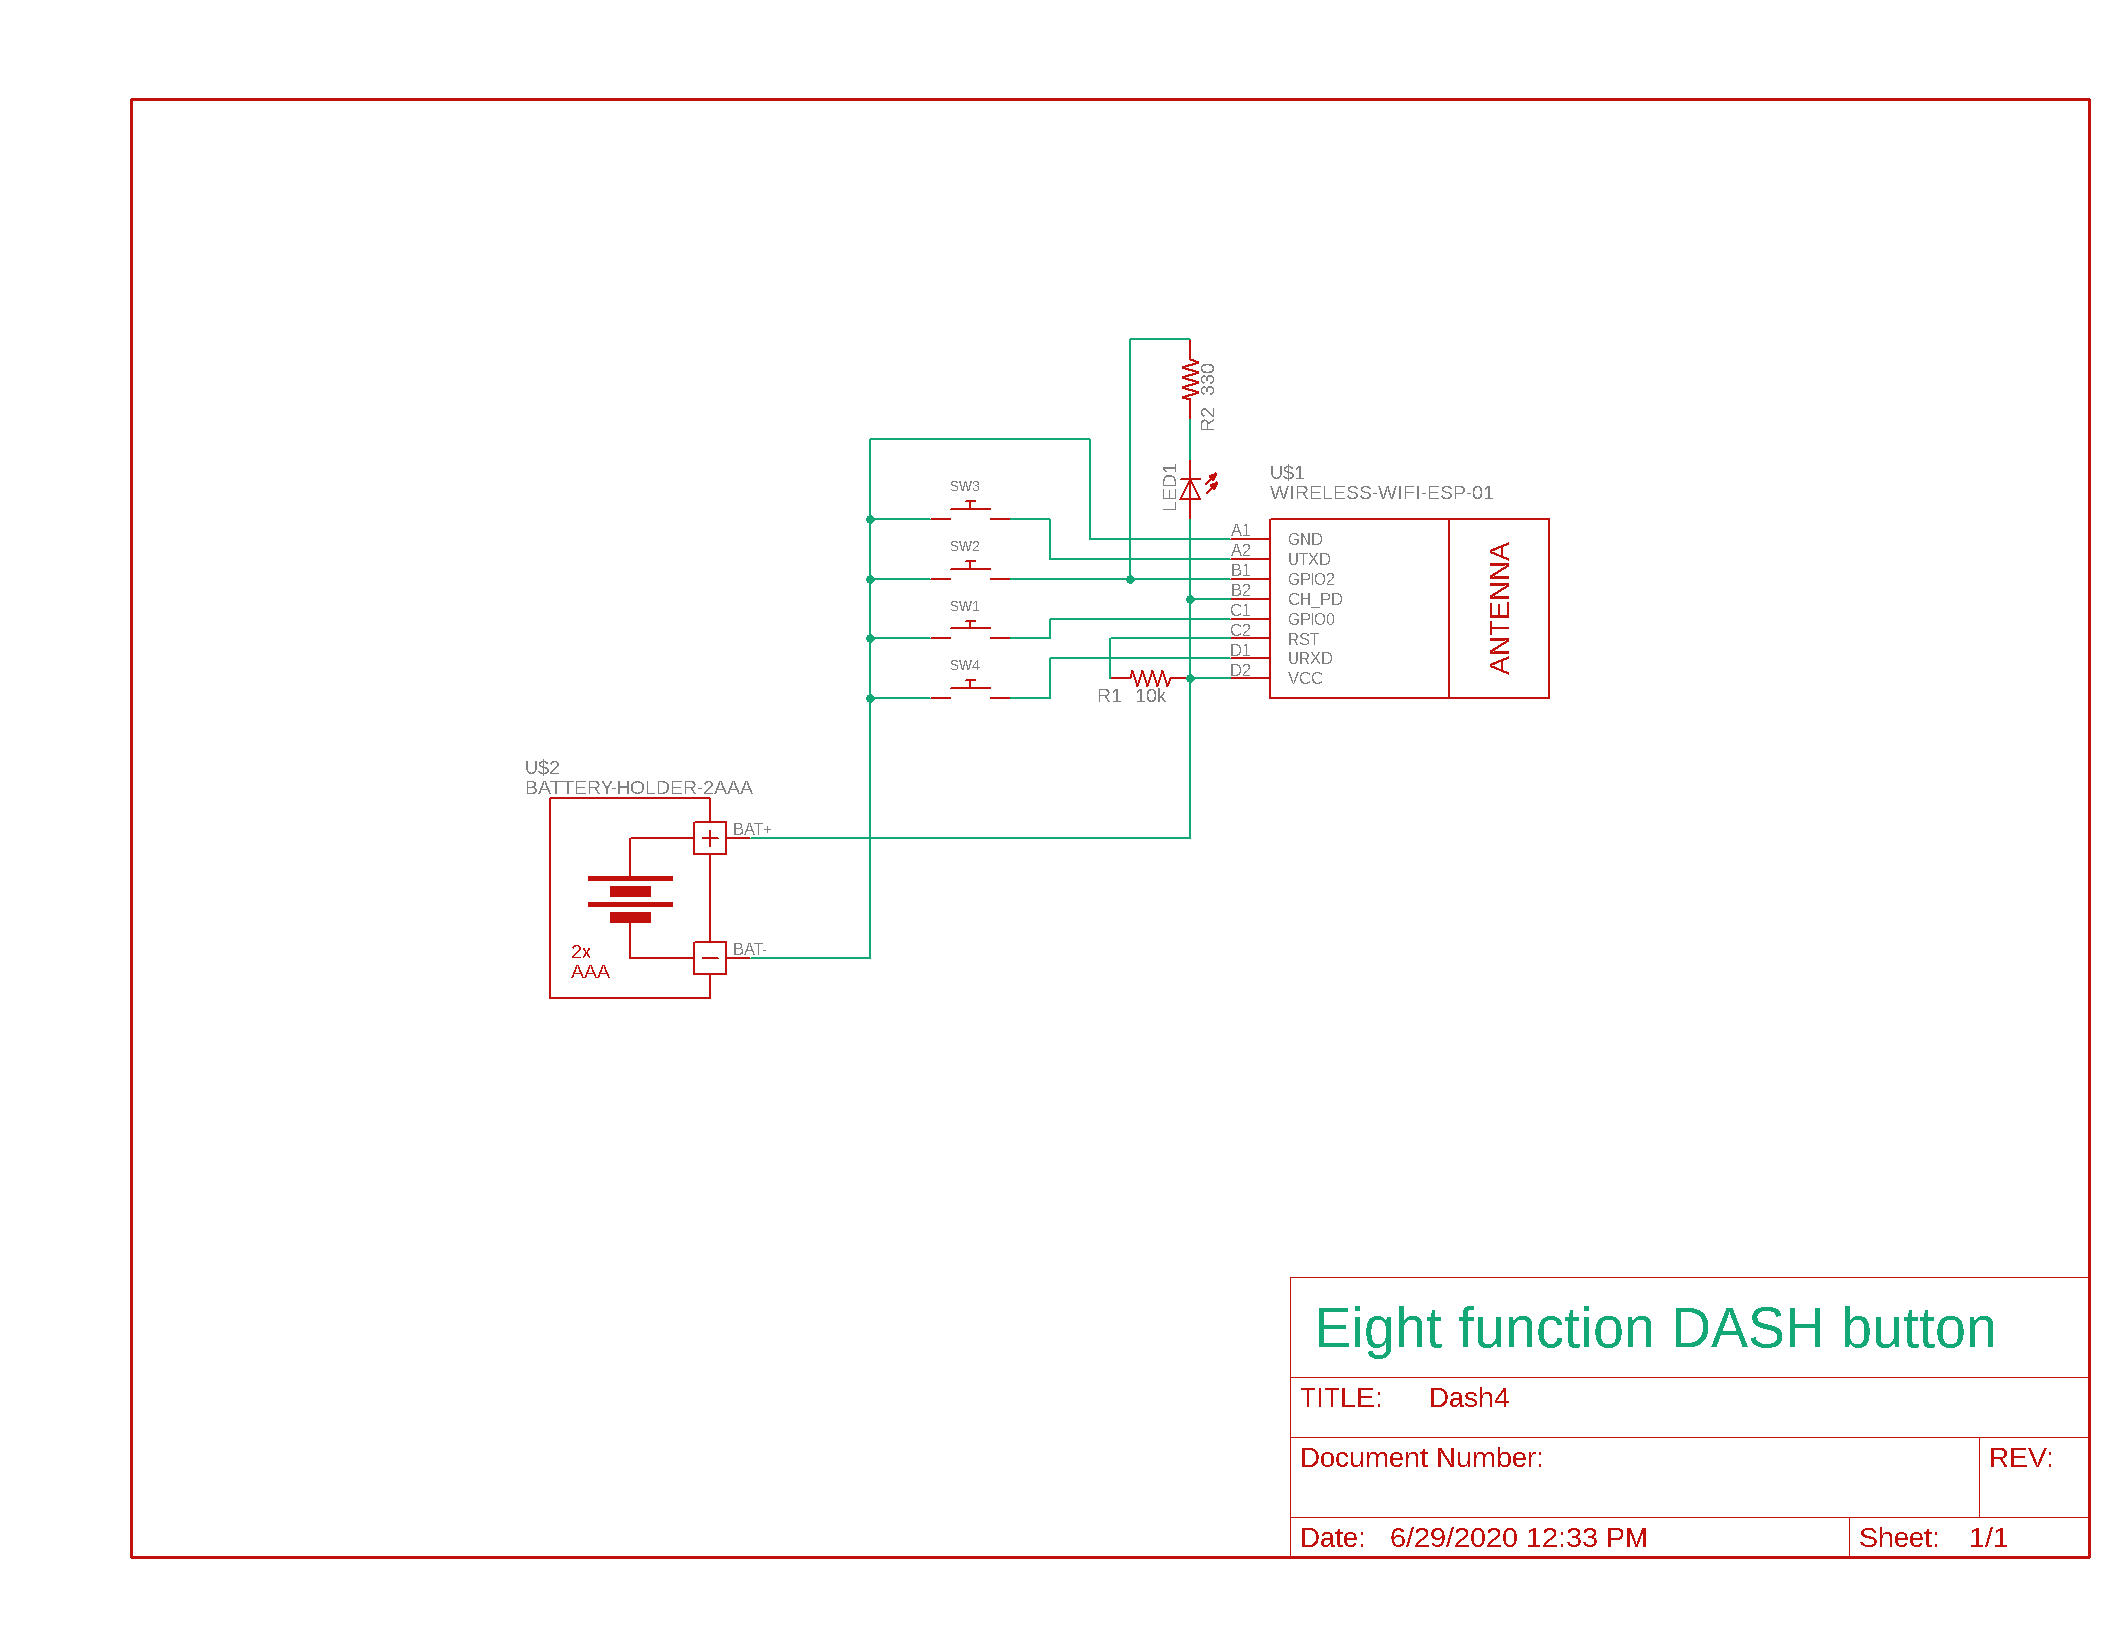 R2 330
LED1
U$1
WIRELESS-WIFI-ESP-01
SW3
SW2
SW1
SW4
A1 GND
A2 UTXD
B1 GPIO2
B2 CH_PD
C1 GPIO0
C2 RST
D1 URXD
D2 VCC
ANTENNA
R1 10k
U$2
BATTERY-HOLDER-2AAA
BAT+
BAT-
2x
AAA
Eight function DASH button
TITLE: Dash4
Document Number:
REV:
Date: 6/29/2020 12:33 PM
Sheet: 1/1